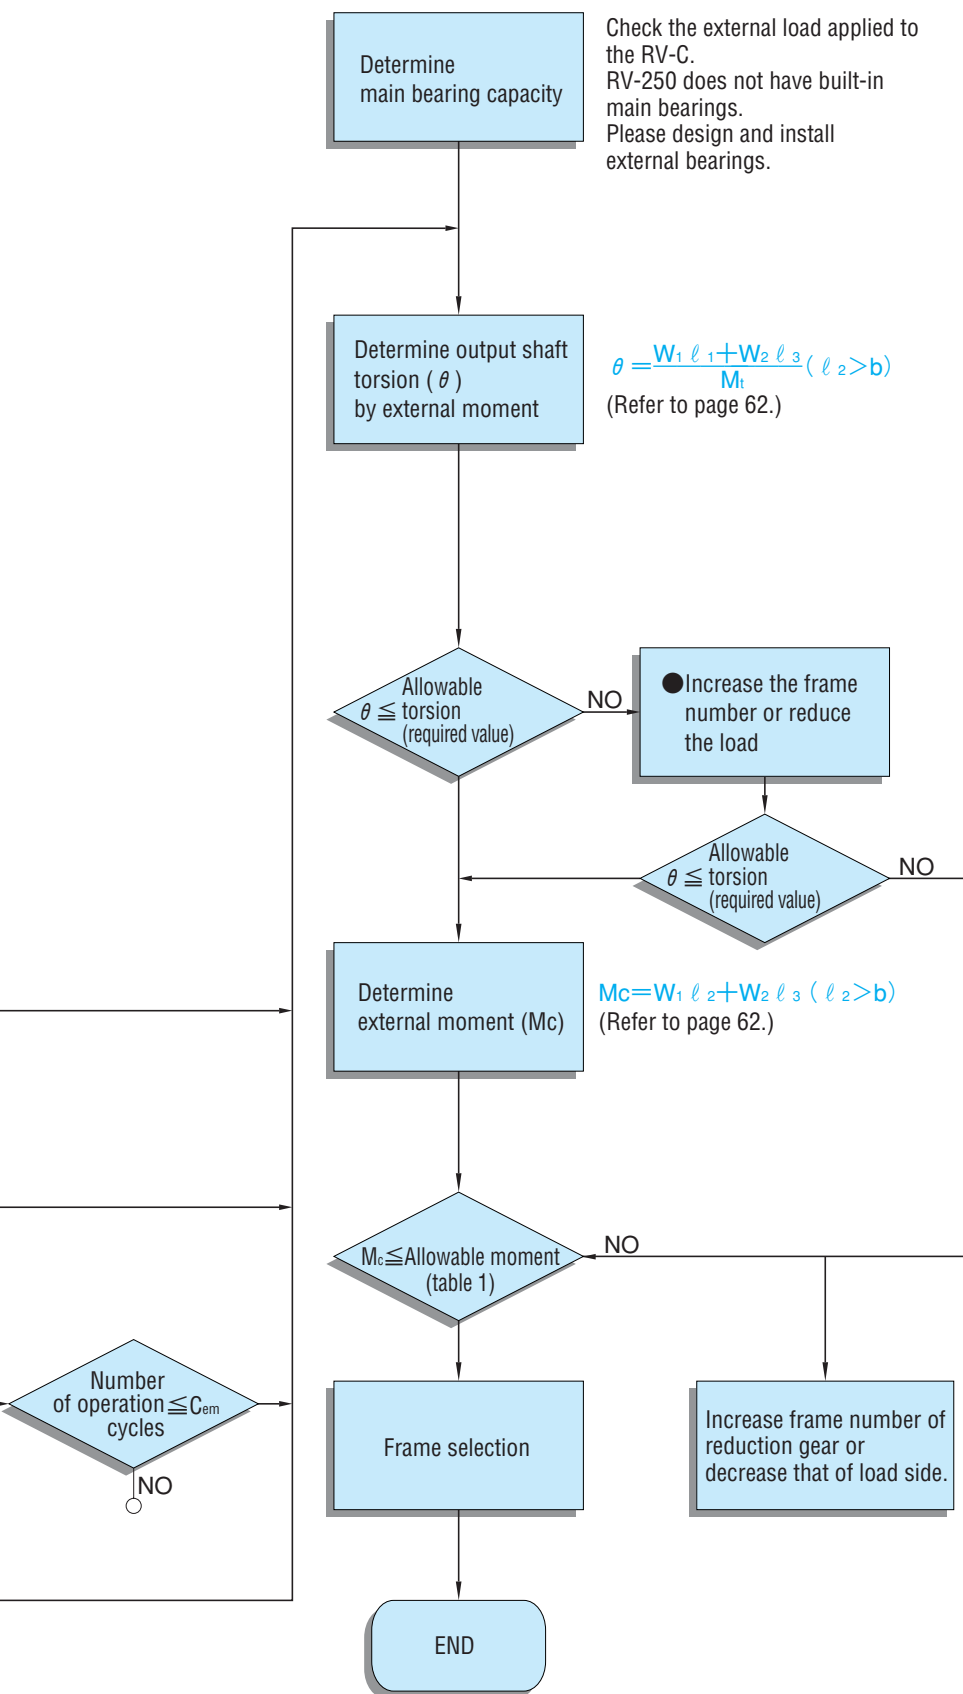 Determine
main bearing capacity
Check the external load applied to
the RV-C.
RV-250 does not have built-in
main bearings.
Please design and install
external bearings.
Determine output shaft
torsion ( θ )
by external moment
θ = W₁ ℓ ₁+W₂ ℓ ₃ / Mₜ ( ℓ ₂>b)
(Refer to page 62.)
Allowable
θ ≦ torsion
(required value)
NO
●Increase the frame
number or reduce
the load
Allowable
θ ≦ torsion
(required value)
NO
Determine
external moment (Mc)
Mc=W₁ ℓ ₂+W₂ ℓ ₃ ( ℓ ₂>b)
(Refer to page 62.)
M꜀≦Allowable moment
(table 1)
NO
Number
of operation ≦Cem
cycles
NO
Frame selection
Increase frame number of
reduction gear or
decrease that of load side.
END